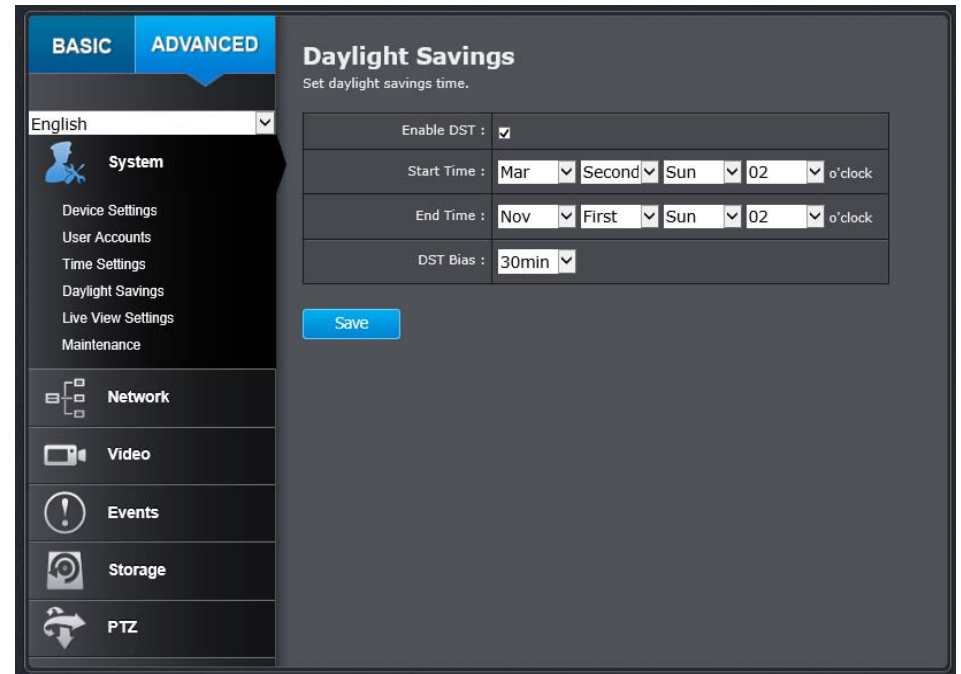 BASIC ADVANCED
English
System
Device Settings
User Accounts
Time Settings
Daylight Savings
Live View Settings
Maintenance
Network
Video
Events
Storage
PTZ
Daylight Savings
Set daylight savings time.
Enable DST :
Start Time : Mar Second Sun 02 o'clock
End Time : Nov First Sun 02 o'clock
DST Bias : 30min
Save